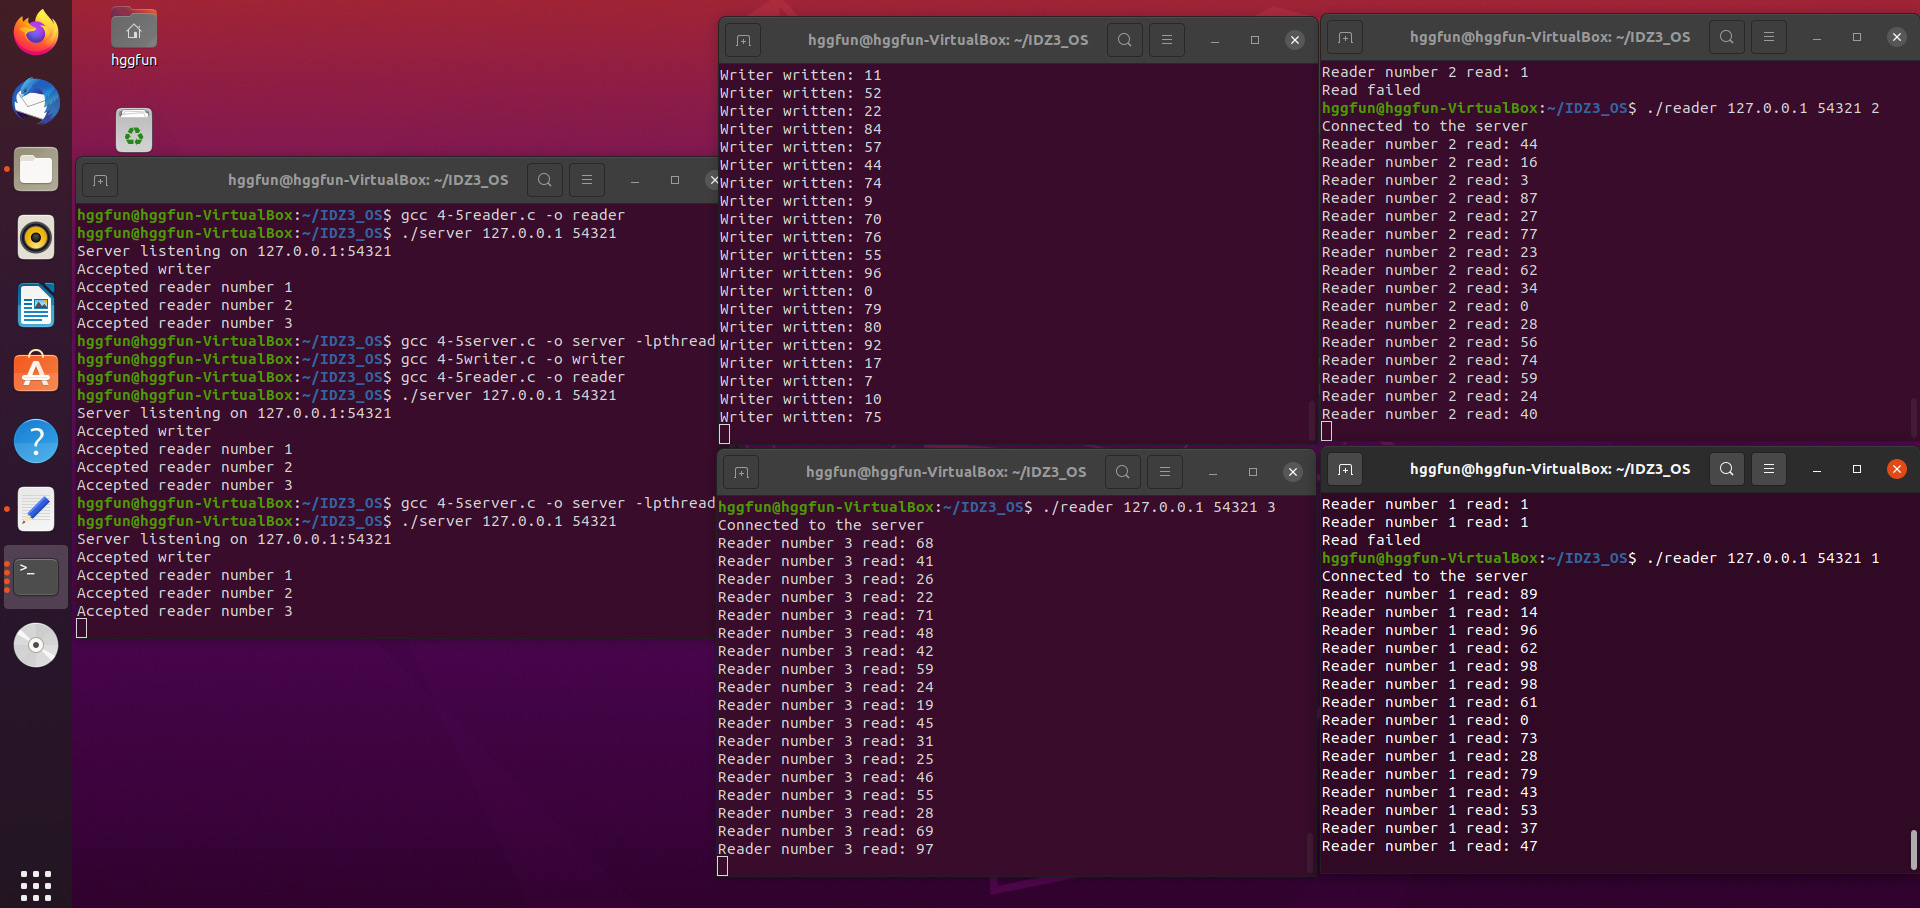 hggfun
hggfun@hggfun-VirtualBox: ~/IDZ3_OS
hggfun@hggfun-VirtualBox:~/IDZ3_OS$ gcc 4-5reader.c -o reader
hggfun@hggfun-VirtualBox:~/IDZ3_OS$ ./server 127.0.0.1 54321
Server listening on 127.0.0.1:54321
Accepted writer
Accepted reader number 1
Accepted reader number 2
Accepted reader number 3
hggfun@hggfun-VirtualBox:~/IDZ3_OS$ gcc 4-5server.c -o server -lpthread
hggfun@hggfun-VirtualBox:~/IDZ3_OS$ gcc 4-5writer.c -o writer
hggfun@hggfun-VirtualBox:~/IDZ3_OS$ gcc 4-5reader.c -o reader
hggfun@hggfun-VirtualBox:~/IDZ3_OS$ ./server 127.0.0.1 54321
Server listening on 127.0.0.1:54321
Accepted writer
Accepted reader number 1
Accepted reader number 2
Accepted reader number 3
hggfun@hggfun-VirtualBox:~/IDZ3_OS$ gcc 4-5server.c -o server -lpthread
hggfun@hggfun-VirtualBox:~/IDZ3_OS$ ./server 127.0.0.1 54321
Server listening on 127.0.0.1:54321
Accepted writer
Accepted reader number 1
Accepted reader number 2
Accepted reader number 3
hggfun@hggfun-VirtualBox: ~/IDZ3_OS
Writer written: 11
Writer written: 52
Writer written: 22
Writer written: 84
Writer written: 57
Writer written: 44
Writer written: 74
Writer written: 9
Writer written: 70
Writer written: 76
Writer written: 55
Writer written: 96
Writer written: 0
Writer written: 79
Writer written: 80
Writer written: 92
Writer written: 17
Writer written: 7
Writer written: 10
Writer written: 75
hggfun@hggfun-VirtualBox: ~/IDZ3_OS
Reader number 2 read: 1
Read failed
hggfun@hggfun-VirtualBox:~/IDZ3_OS$ ./reader 127.0.0.1 54321 2
Connected to the server
Reader number 2 read: 44
Reader number 2 read: 16
Reader number 2 read: 3
Reader number 2 read: 87
Reader number 2 read: 27
Reader number 2 read: 77
Reader number 2 read: 23
Reader number 2 read: 62
Reader number 2 read: 34
Reader number 2 read: 0
Reader number 2 read: 28
Reader number 2 read: 56
Reader number 2 read: 74
Reader number 2 read: 59
Reader number 2 read: 24
Reader number 2 read: 40
hggfun@hggfun-VirtualBox: ~/IDZ3_OS
hggfun@hggfun-VirtualBox:~/IDZ3_OS$ ./reader 127.0.0.1 54321 3
Connected to the server
Reader number 3 read: 68
Reader number 3 read: 41
Reader number 3 read: 26
Reader number 3 read: 22
Reader number 3 read: 71
Reader number 3 read: 48
Reader number 3 read: 42
Reader number 3 read: 59
Reader number 3 read: 24
Reader number 3 read: 19
Reader number 3 read: 45
Reader number 3 read: 31
Reader number 3 read: 25
Reader number 3 read: 46
Reader number 3 read: 55
Reader number 3 read: 28
Reader number 3 read: 69
Reader number 3 read: 97
hggfun@hggfun-VirtualBox: ~/IDZ3_OS
Reader number 1 read: 1
Reader number 1 read: 1
Read failed
hggfun@hggfun-VirtualBox:~/IDZ3_OS$ ./reader 127.0.0.1 54321 1
Connected to the server
Reader number 1 read: 89
Reader number 1 read: 14
Reader number 1 read: 96
Reader number 1 read: 62
Reader number 1 read: 98
Reader number 1 read: 98
Reader number 1 read: 61
Reader number 1 read: 0
Reader number 1 read: 73
Reader number 1 read: 28
Reader number 1 read: 79
Reader number 1 read: 43
Reader number 1 read: 53
Reader number 1 read: 37
Reader number 1 read: 47